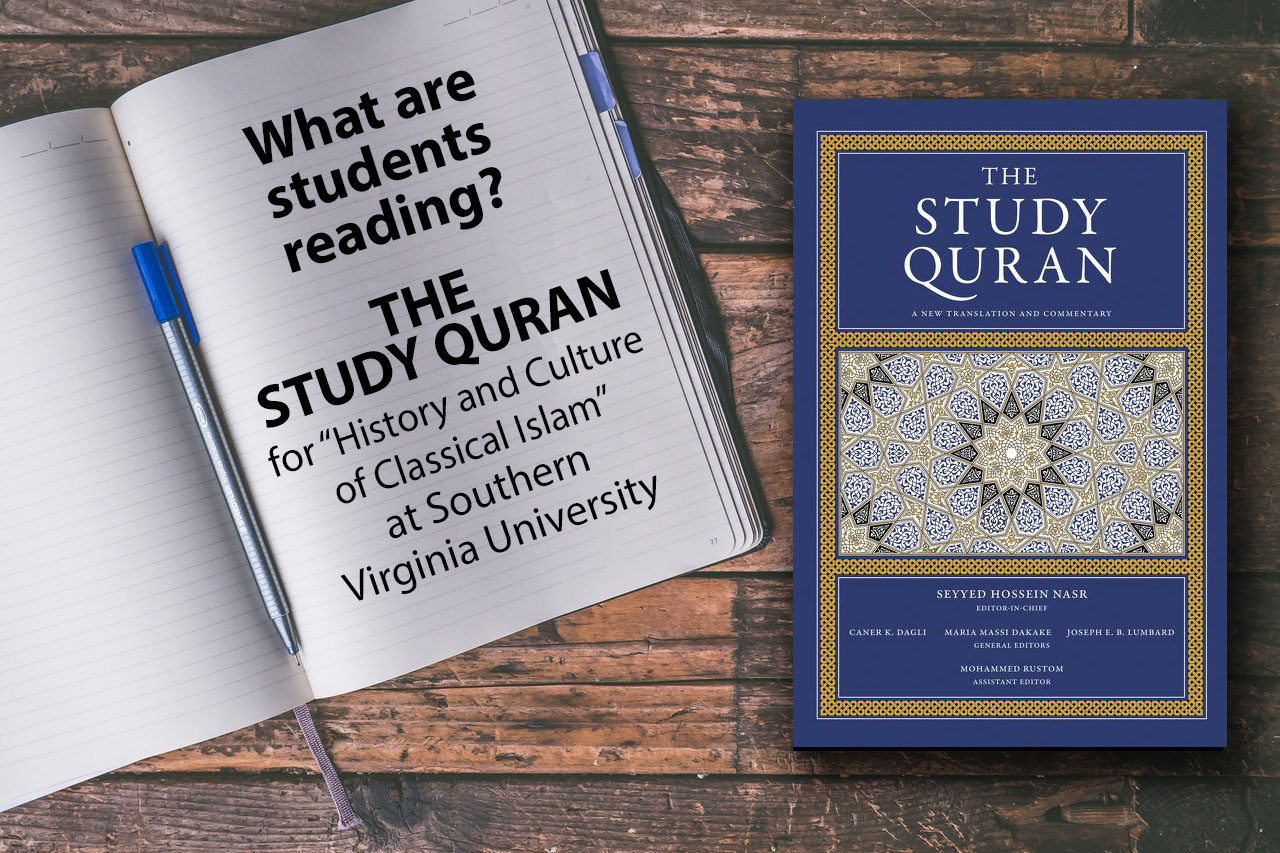 What are
students
reading?
THE
STUDY QURAN
for “History and Culture
of Classical Islam”
at Southern
Virginia University
77
THE
STUDY
QURAN
A NEW TRANSLATION AND COMMENTARY
SEYYED HOSSEIN NASR
EDITOR-IN-CHIEF
CANER K. DAGLI MARIA MASSI DAKAKE JOSEPH E. B. LUMBARD
GENERAL EDITORS
MOHAMMED RUSTOM
ASSISTANT EDITOR